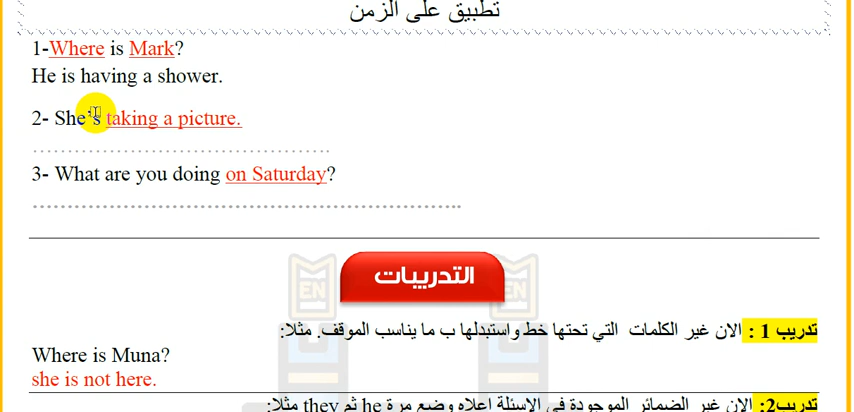 تطبيق على الزمن
1-Where is Mark?
He is having a shower.
2- She's taking a picture.
3- What are you doing on Saturday?
التدريبات
تدريب 1 : الان غير الكلمات التي تحتها خط واستبدلها ب ما يناسب الموقف. مثلا:
Where is Muna?
she is not here.
تدريب2: الان غير الضمائر الموجودة في الاسئلة اعلاه وضع مرة he ثم they مثلا:
EN
EN